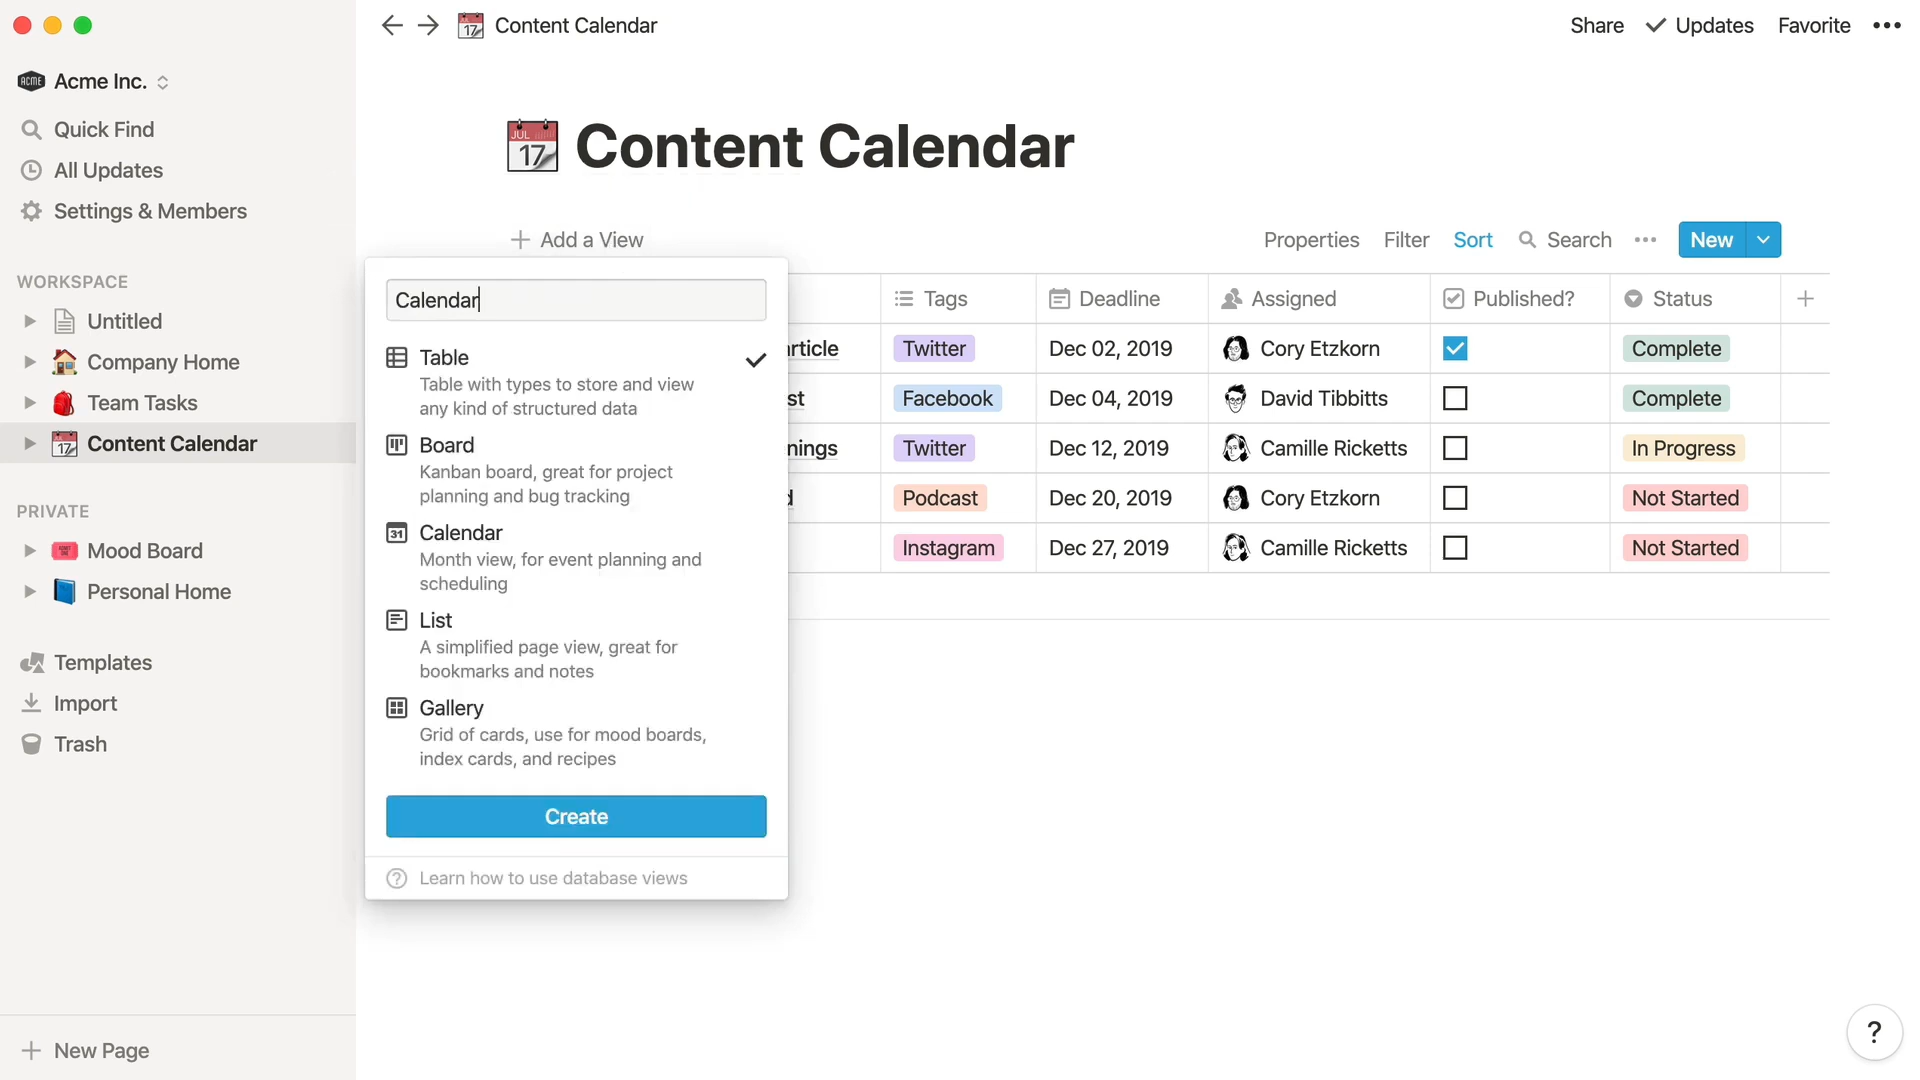 Content Calendar
Share
Updates
Favorite
ACME
Acme Inc.
Quick Find
All Updates
Settings & Members
WORKSPACE
Untitled
Company Home
Team Tasks
17
Content Calendar
PRIVATE
Mood Board
Personal Home
Templates
Import
Trash
New Page
JUL
17
Content Calendar
Add a View
Properties
Filter
Sort
Search
New
Calendar
Table
Table with types to store and view
any kind of structured data
Board
Kanban board, great for project
planning and bug tracking
31
Calendar
Month view, for event planning and
scheduling
List
A simplified page view, great for
bookmarks and notes
Gallery
Grid of cards, use for mood boards,
index cards, and recipes
Create
? Learn how to use database views
Tags Deadline Assigned Published? Status
Twitter Dec 02, 2019 Cory Etzkorn Complete
Facebook Dec 04, 2019 David Tibbitts Complete
Twitter Dec 12, 2019 Camille Ricketts In Progress
Podcast Dec 20, 2019 Cory Etzkorn Not Started
Instagram Dec 27, 2019 Camille Ricketts Not Started
?